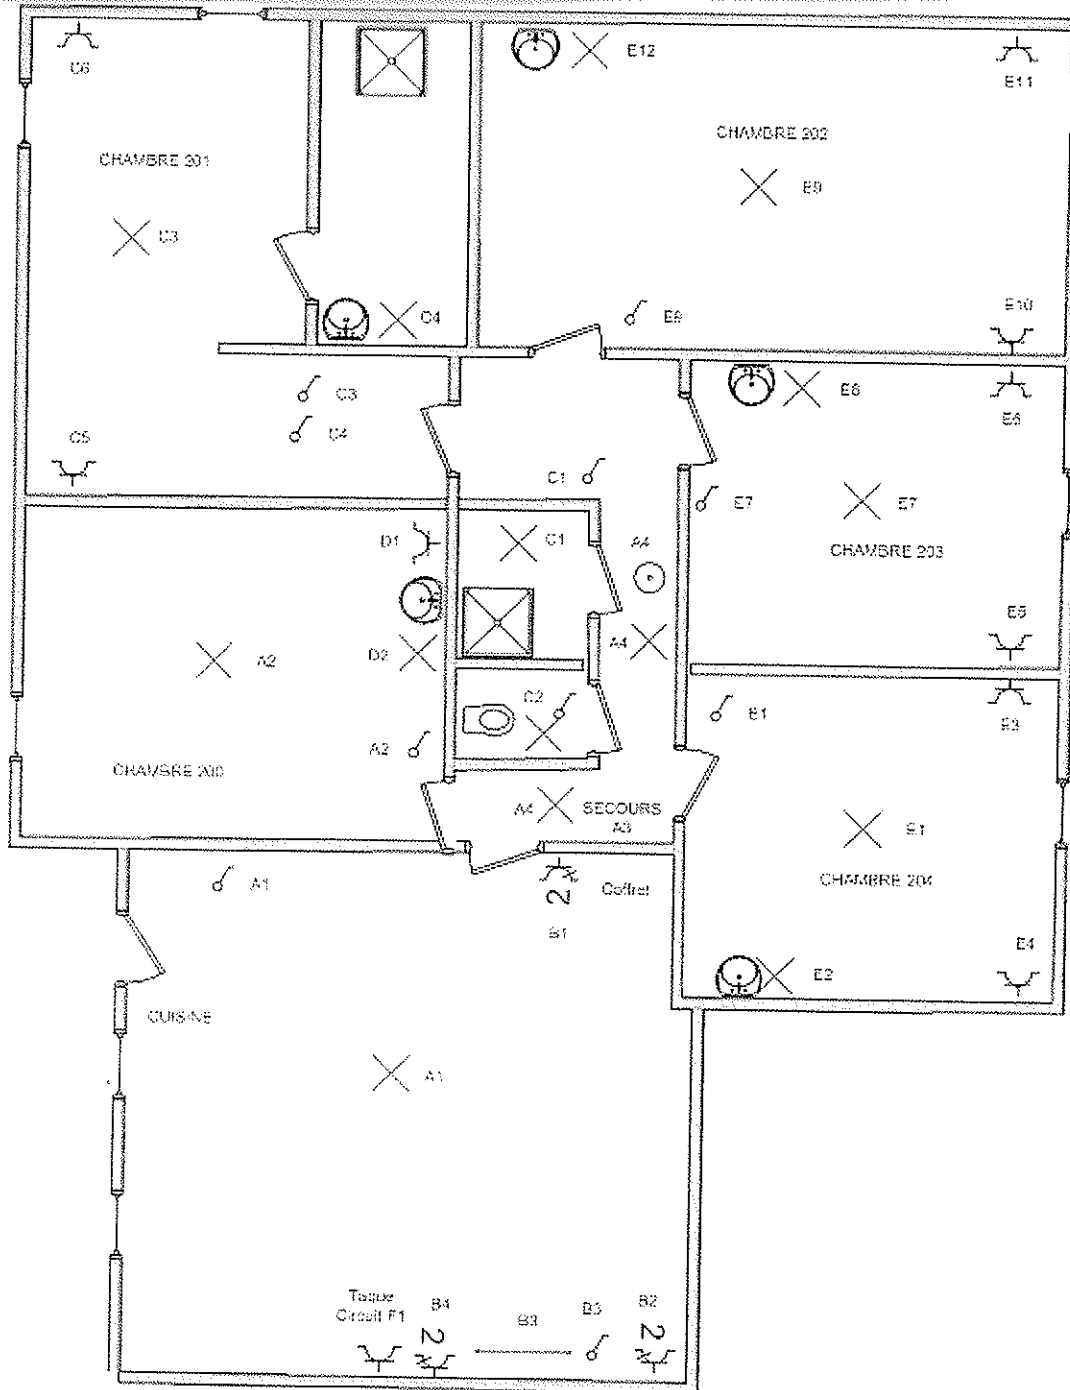 C6
E12
E11
CHAMBRE 201
CHAMBRE 202
E9
C3
C4
E8
E10
C3
C4
C5
E6
E8
C1
E7
E7
CHAMBRE 203
D1
C1
A4
A2
D2
A4
E5
C2
E1
E3
A2
CHAMBRE 200
A4
SECOURS
A3
E1
CHAMBRE 204
A1
2
Coffret
B1
E4
E2
CUISINE
A1
Taque
Circuit F1
B4
2
B3
B3
B2
2